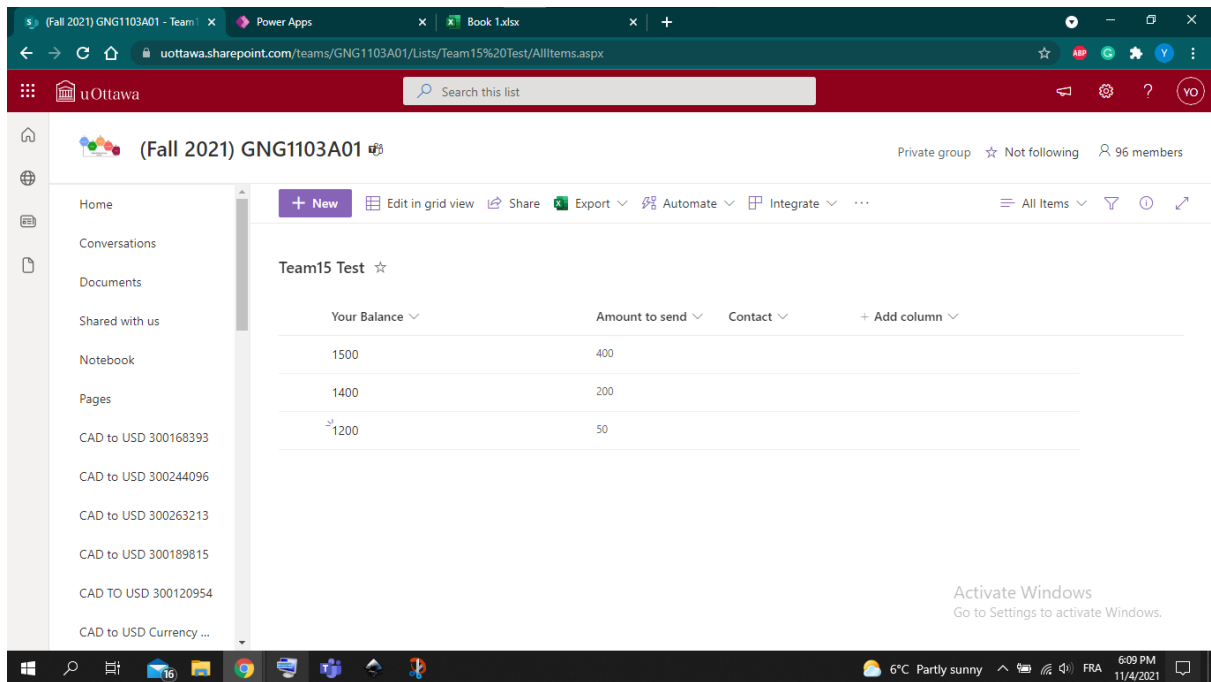 (Fall 2021) GNG1103A01 - Team1 Power Apps Book 1.xlsx
uottawa.sharepoint.com/teams/GNG1103A01/Lists/Team15%20Test/AllItems.aspx ABP G Y
uOttawa Search this list ? YO
(Fall 2021) GNG1103A01 Private group Not following 96 members
Home
Conversations
Documents
Shared with us
Notebook
Pages
CAD to USD 300168393
CAD to USD 300244096
CAD to USD 300263213
CAD to USD 300189815
CAD TO USD 300120954
CAD to USD Currency ...
+ New Edit in grid view Share Export Automate Integrate ... All Items
Team15 Test
Your Balance Amount to send Contact + Add column
1500 400
1400 200
1200 50
Activate Windows
Go to Settings to activate Windows.
16 6°C Partly sunny FRA 6:09 PM
11/4/2021